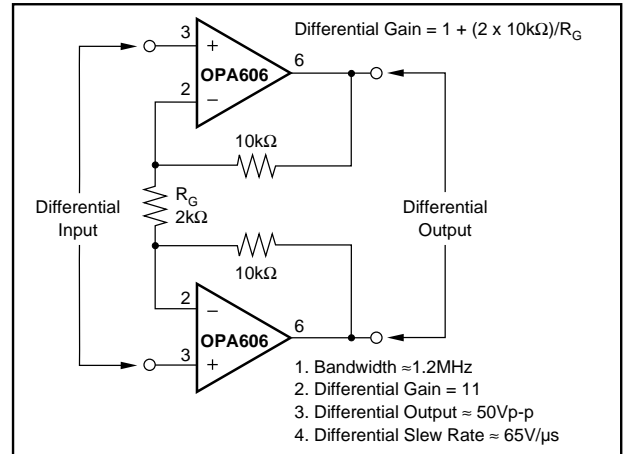 Differential Gain = 1 + (2 x 10kΩ)/R_G
3
+
OPA606
6
2
–
10kΩ
R_G
2kΩ
Differential
Input
Differential
Output
10kΩ
2
–
6
OPA606
3
+
1. Bandwidth ≈1.2MHz
2. Differential Gain = 11
3. Differential Output ≈ 50Vp-p
4. Differential Slew Rate ≈ 65V/µs